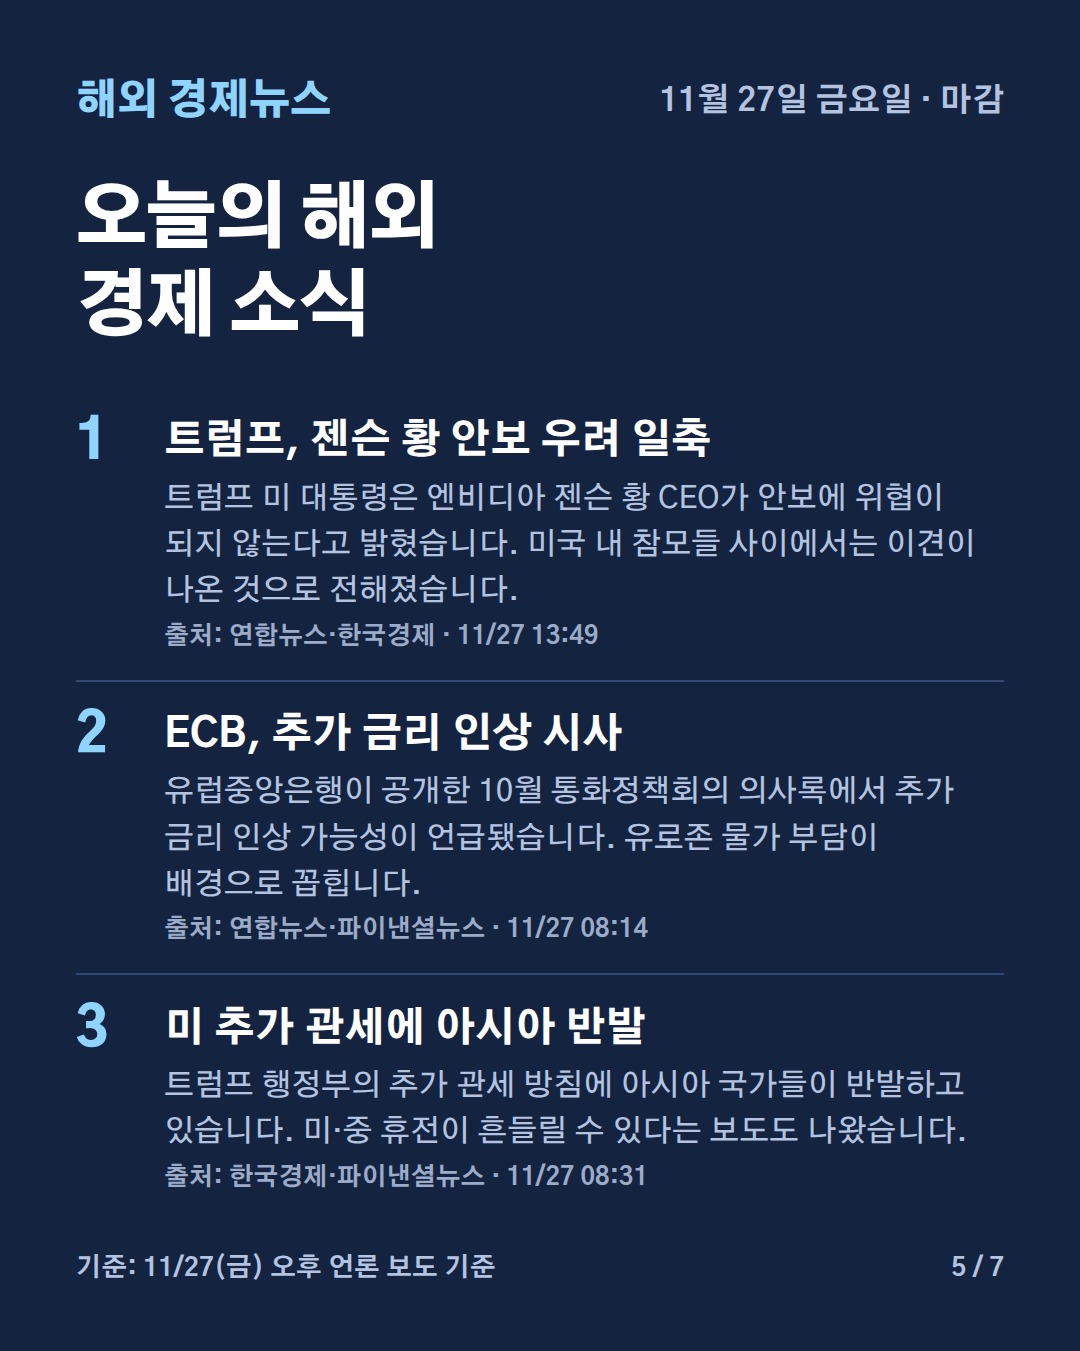 해외 경제뉴스
11월 27일 금요일 · 마감
오늘의 해외
경제 소식
1
트럼프, 젠슨 황 안보 우려 일축
트럼프 미 대통령은 엔비디아 젠슨 황 CEO가 안보에 위협이
되지 않는다고 밝혔습니다. 미국 내 참모들 사이에서는 이견이
나온 것으로 전해졌습니다.
출처: 연합뉴스·한국경제 · 11/27 13:49
2
ECB, 추가 금리 인상 시사
유럽중앙은행이 공개한 10월 통화정책회의 의사록에서 추가
금리 인상 가능성이 언급됐습니다. 유로존 물가 부담이
배경으로 꼽힙니다.
출처: 연합뉴스·파이낸셜뉴스 · 11/27 08:14
3
미 추가 관세에 아시아 반발
트럼프 행정부의 추가 관세 방침에 아시아 국가들이 반발하고
있습니다. 미·중 휴전이 흔들릴 수 있다는 보도도 나왔습니다.
출처: 한국경제·파이낸셜뉴스 · 11/27 08:31
기준: 11/27(금) 오후 언론 보도 기준
5 / 7